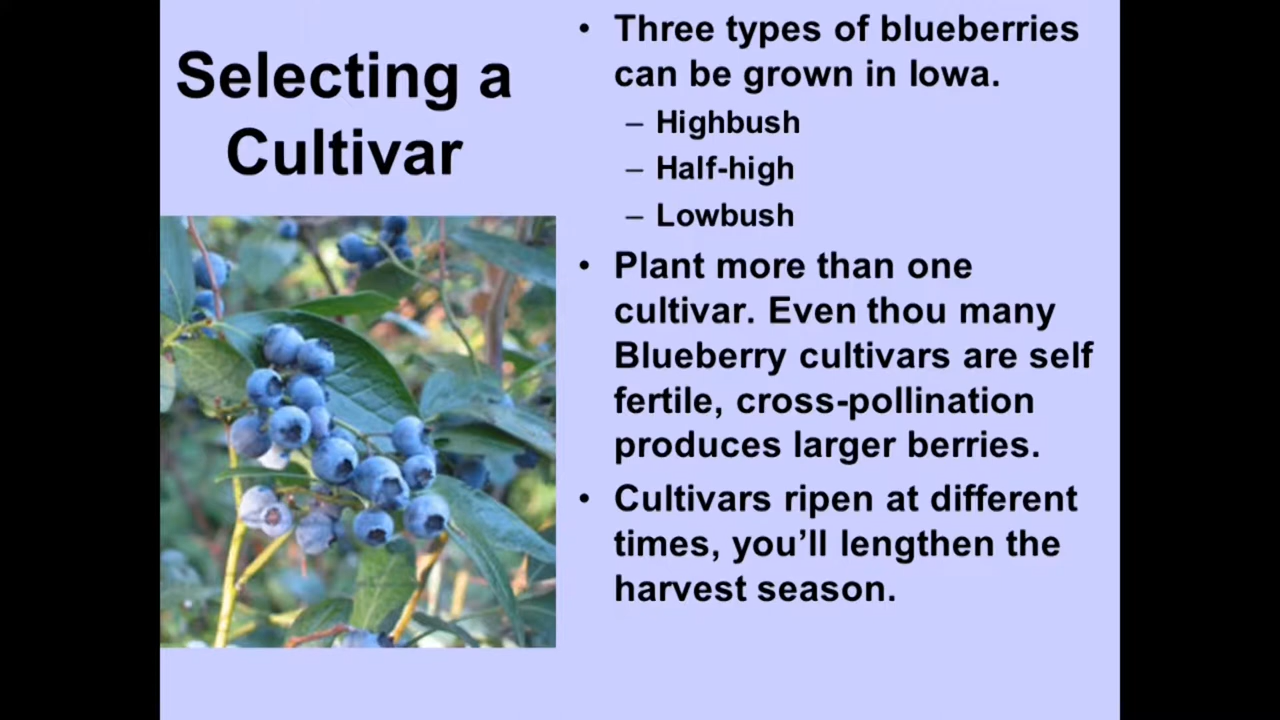 Selecting a
Cultivar
• Three types of blueberries
can be grown in Iowa.
– Highbush
– Half-high
– Lowbush
• Plant more than one
cultivar. Even thou many
Blueberry cultivars are self
fertile, cross-pollination
produces larger berries.
• Cultivars ripen at different
times, you’ll lengthen the
harvest season.